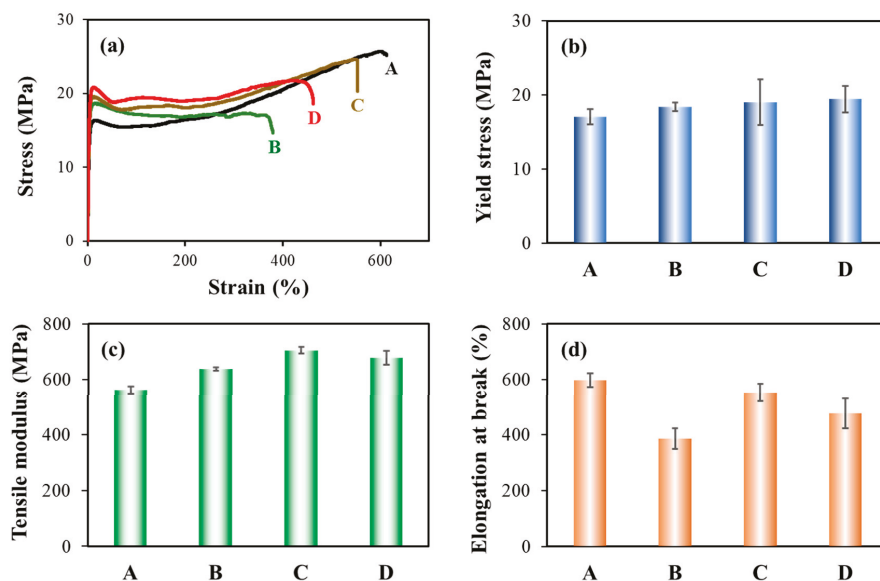 (a)
Stress (MPa)
30
20
10
0
A
C
D
B
0
200
400
600
Strain (%)
(b)
Yield stress (MPa)
30
20
10
0
A B C D
(c)
Tensile modulus (MPa)
800
600
400
200
0
A B C D
(d)
Elongation at break (%)
800
600
400
200
0
A B C D